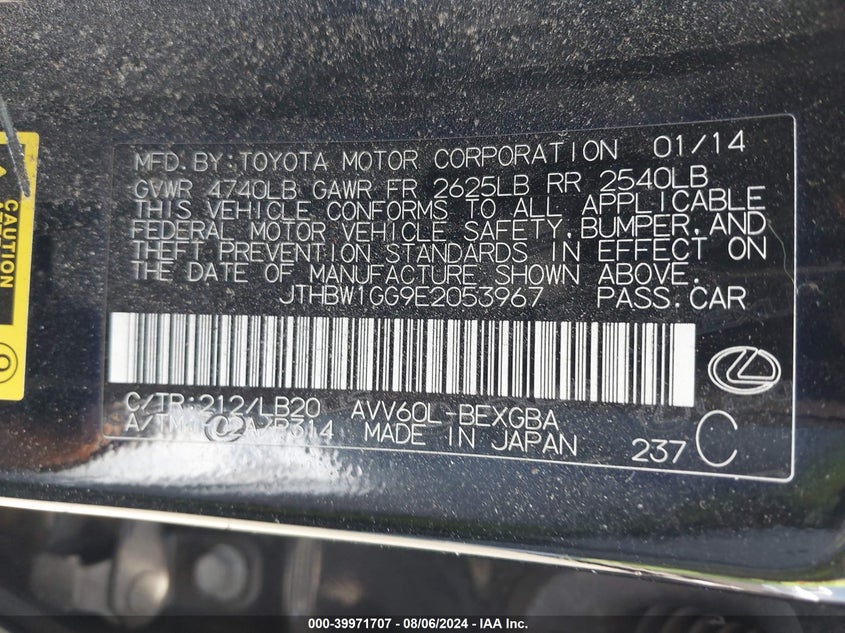 MFD. BY: TOYOTA MOTOR CORPORATION 01/14
GVWR 4740LB GAWR FR 2625LB RR 2540LB
THIS VEHICLE CONFORMS TO ALL APPLICABLE
FEDERAL MOTOR VEHICLE SAFETY, BUMPER, AND
THEFT PREVENTION STANDARDS IN EFFECT ON
THE DATE OF MANUFACTURE SHOWN ABOVE.
JTHBW1GG9E2053967 PASS. CAR
C/TR: 212/LB20 AVV60L-BEXGBA
MADE IN JAPAN 237 C
CAUTION
000-39971707 - 08/06/2024 - IAA Inc.